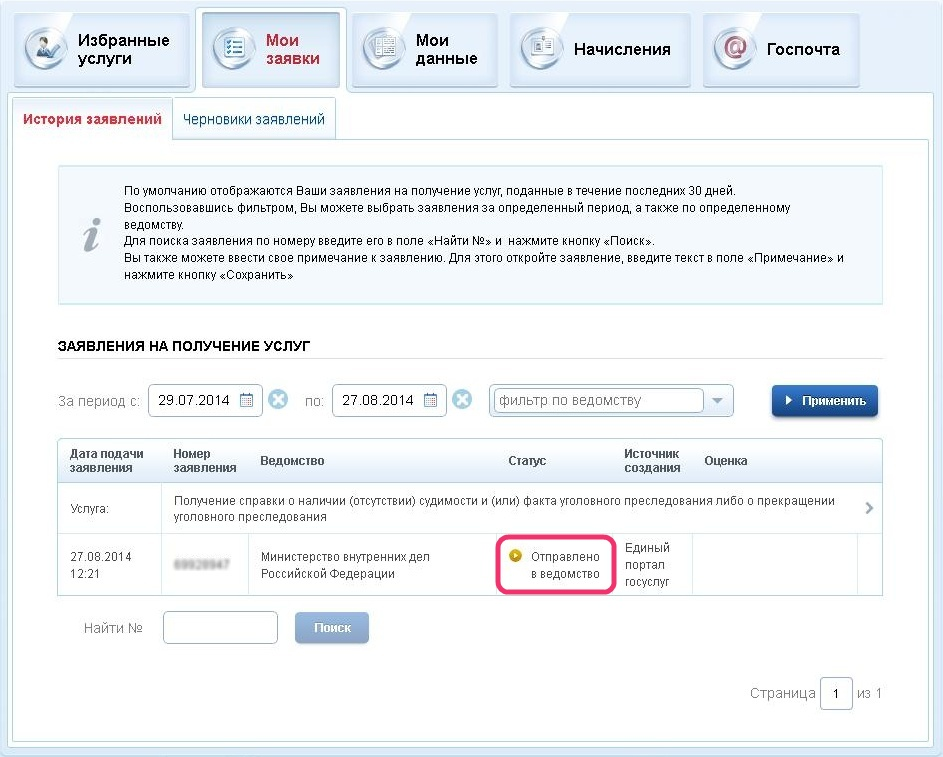 Избранные
услуги
Мои
заявки
Мои
данные
Начисления
Госпочта
История заявлений
Черновики заявлений
По умолчанию отображаются Ваши заявления на получение услуг, поданные в течение последних 30 дней.
Воспользовавшись фильтром, Вы можете выбрать заявления за определенный период, а также по определенному
ведомству.
Для поиска заявления по номеру введите его в поле «Найти №» и нажмите кнопку «Поиск».
Вы также можете ввести свое примечание к заявлению. Для этого откройте заявление, введите текст в поле «Примечание» и
нажмите кнопку «Сохранить»
ЗАЯВЛЕНИЯ НА ПОЛУЧЕНИЕ УСЛУГ
За период с: 29.07.2014 по: 27.08.2014 фильтр по ведомству Применить
Дата подачи
заявления
Номер
заявления
Ведомство
Статус
Источник
создания
Оценка
Услуга:
Получение справки о наличии (отсутствии) судимости и (или) факта уголовного преследования либо о прекращении
уголовного преследования
27.08.2014
12:21
Министерство внутренних дел
Российской Федерации
Отправлено
в ведомство
Единый
портал
госуслуг
Найти № Поиск
Страница 1 из 1